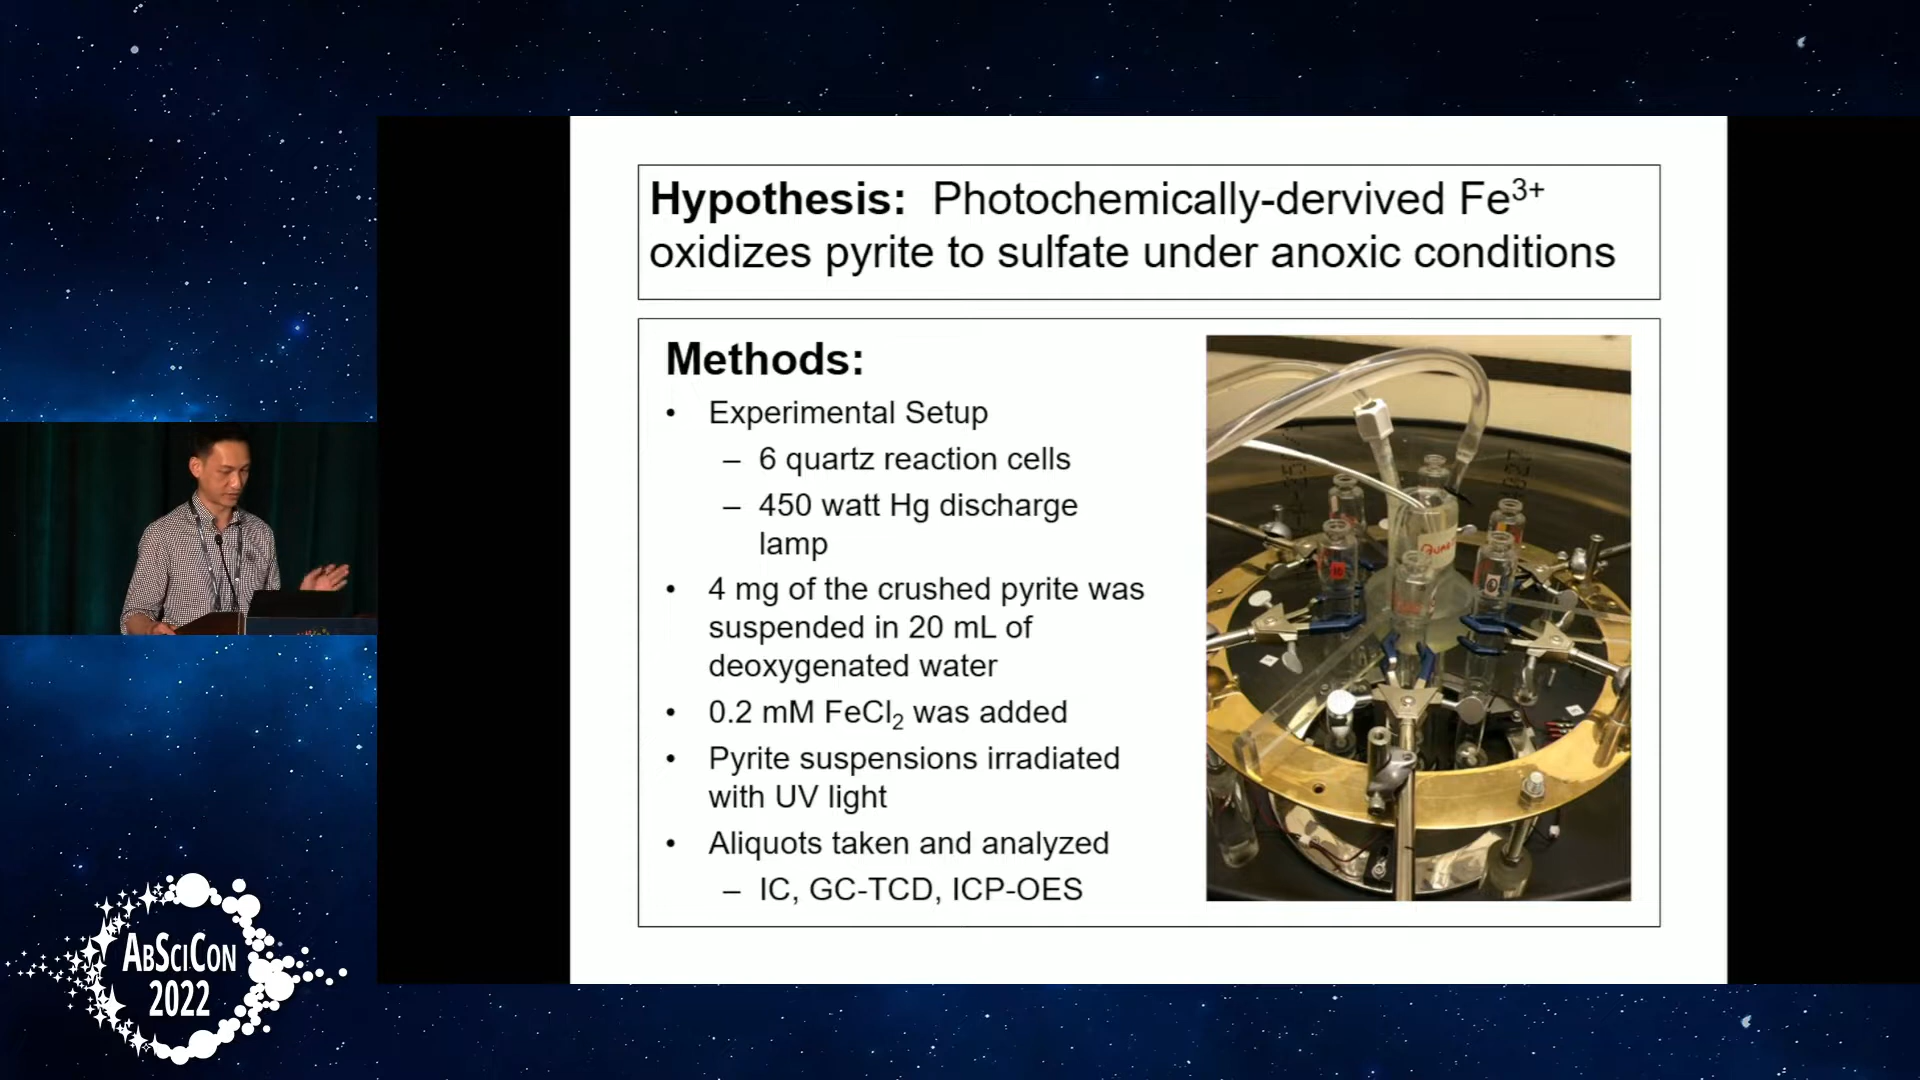 Hypothesis: Photochemically-dervived Fe³⁺
oxidizes pyrite to sulfate under anoxic conditions
Methods:
• Experimental Setup
– 6 quartz reaction cells
– 450 watt Hg discharge
lamp
• 4 mg of the crushed pyrite was
suspended in 20 mL of
deoxygenated water
• 0.2 mM FeCl₂ was added
• Pyrite suspensions irradiated
with UV light
• Aliquots taken and analyzed
– IC, GC-TCD, ICP-OES
ABSCICON
2022